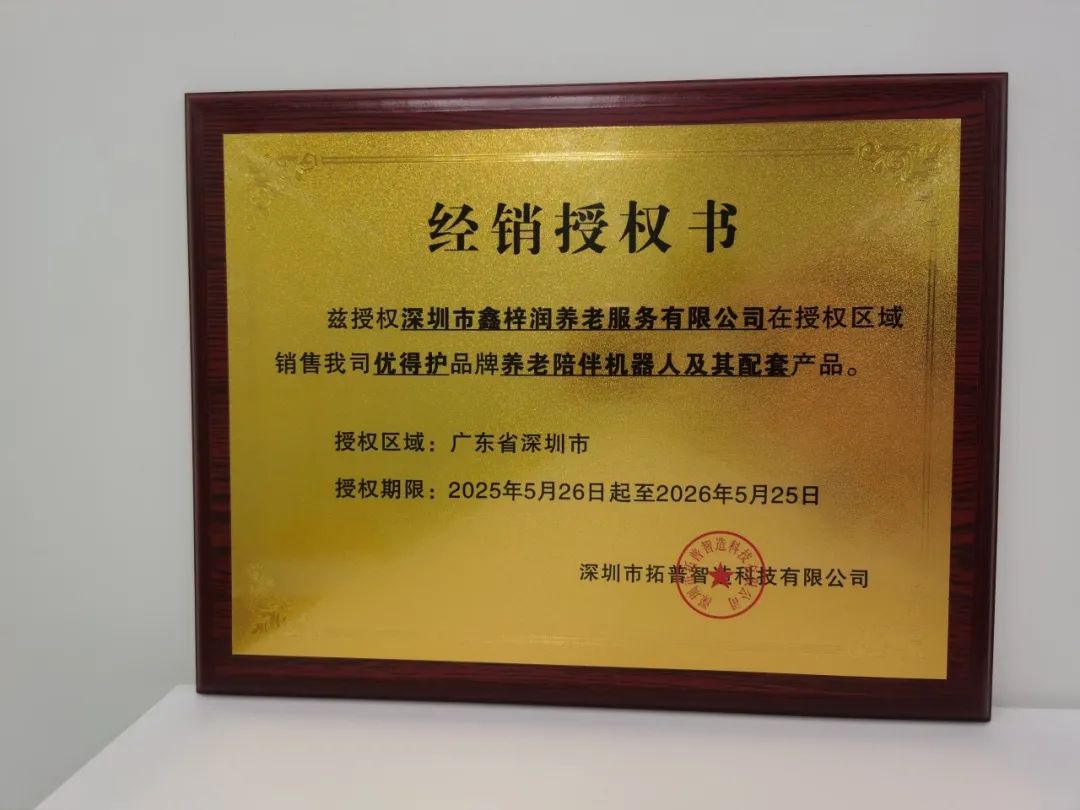 经销授权书
兹授权深圳市鑫梓润养老服务有限公司在授权区域
销售我司优得护品牌养老陪伴机器人及其配套产品。
授权区域：广东省深圳市
授权期限：2025年5月26日起至2026年5月25日
深圳市拓普智造科技有限公司